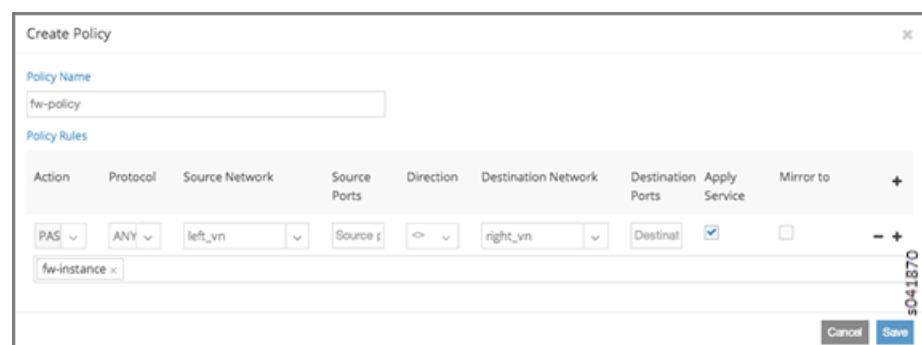 Create Policy ×
Policy Name
fw-policy
Policy Rules
Action Protocol Source Network Source Ports Direction Destination Network Destination Ports Apply Service Mirror to +
PAS ANY left_vn Source p <> right_vn Destinat − +
fw-instance ×
s041870
Cancel Save